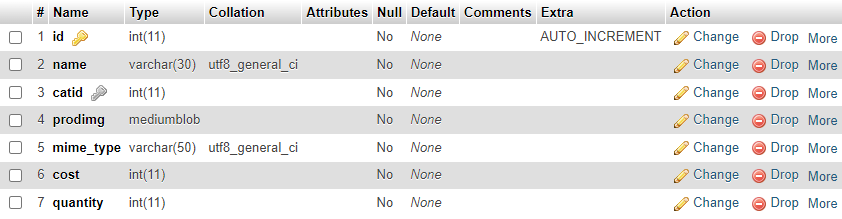 # Name Type Collation Attributes Null Default Comments Extra Action
1 id int(11) No None AUTO_INCREMENT Change Drop More
2 name varchar(30) utf8_general_ci No None Change Drop More
3 catid int(11) No None Change Drop More
4 prodimg mediumblob No None Change Drop More
5 mime_type varchar(50) utf8_general_ci No None Change Drop More
6 cost int(11) No None Change Drop More
7 quantity int(11) No None Change Drop More